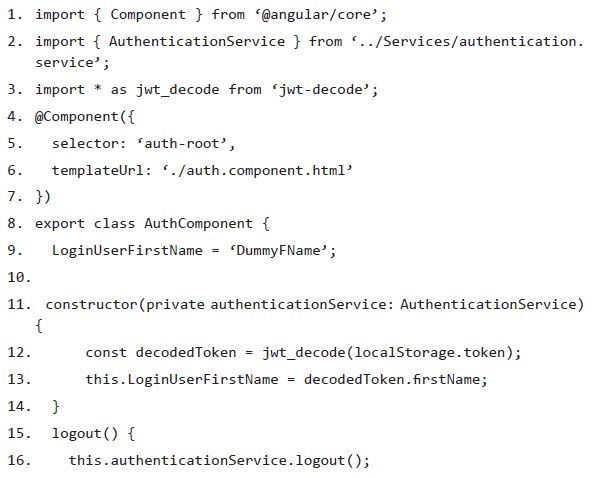 1. import { Component } from ‘@angular/core’;
2. import { AuthenticationService } from ‘../Services/authentication.
service’;
3. import * as jwt_decode from ‘jwt-decode’;
4. @Component({
5. selector: ‘auth-root’,
6. templateUrl: ‘./auth.component.html’
7. })
8. export class AuthComponent {
9. LoginUserFirstName = ‘DummyFName’;
10.
11. constructor(private authenticationService: AuthenticationService)
{
12. const decodedToken = jwt_decode(localStorage.token);
13. this.LoginUserFirstName = decodedToken.firstName;
14. }
15. logout() {
16. this.authenticationService.logout();